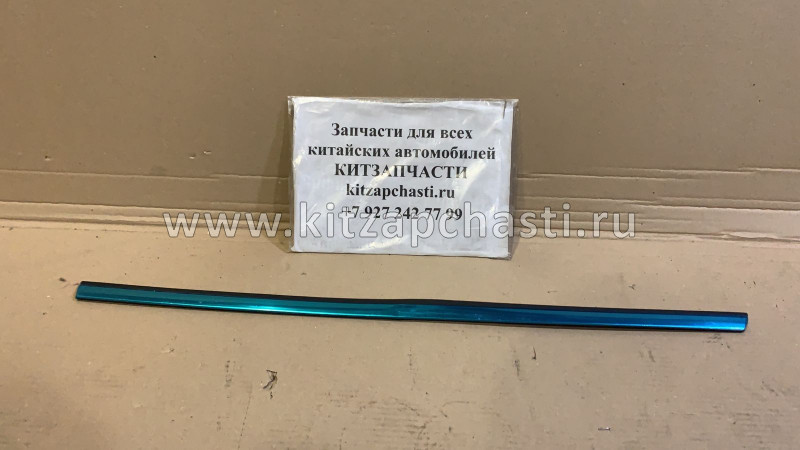 Запчасти для всех
китайских автомобилей
КИТЗАПЧАСТИ
kitzapchasti.ru
+7 927 242 77 99
www.kitzapchasti.ru